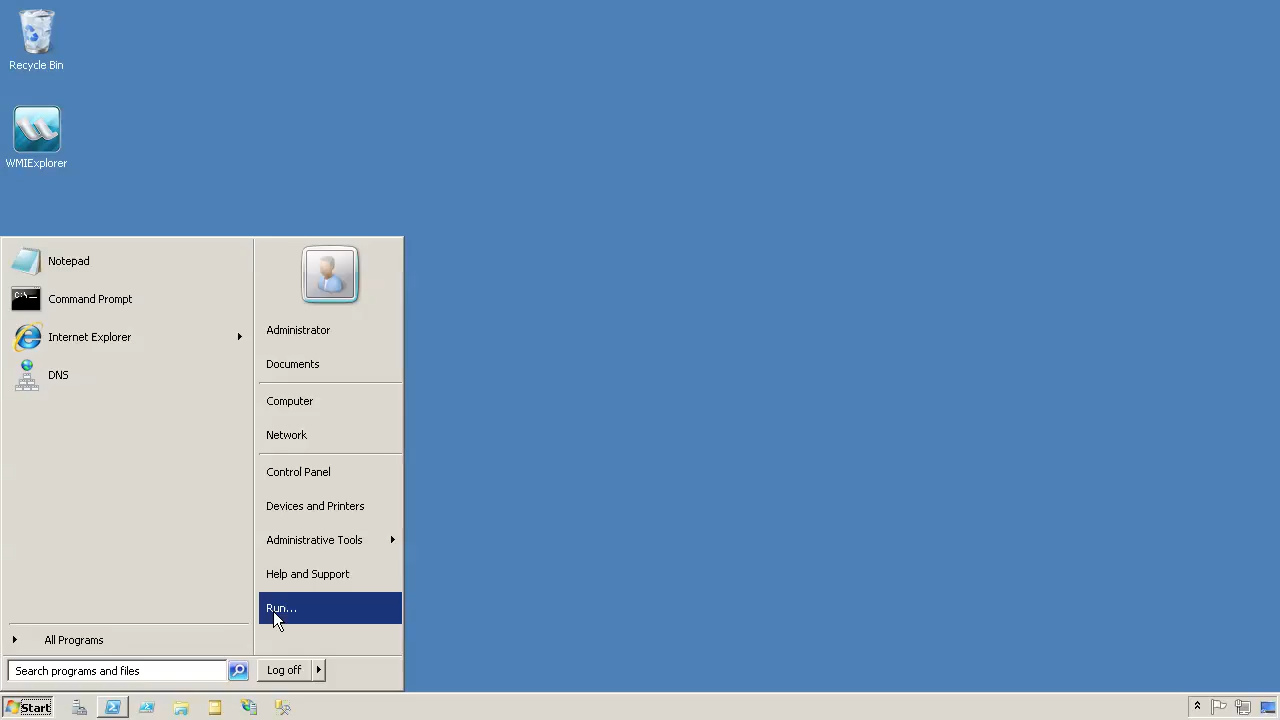 Recycle Bin
WMIExplorer
Notepad
Command Prompt
Internet Explorer
DNS
All Programs
Search programs and files
Administrator
Documents
Computer
Network
Control Panel
Devices and Printers
Administrative Tools
Help and Support
Run...
Log off
Start